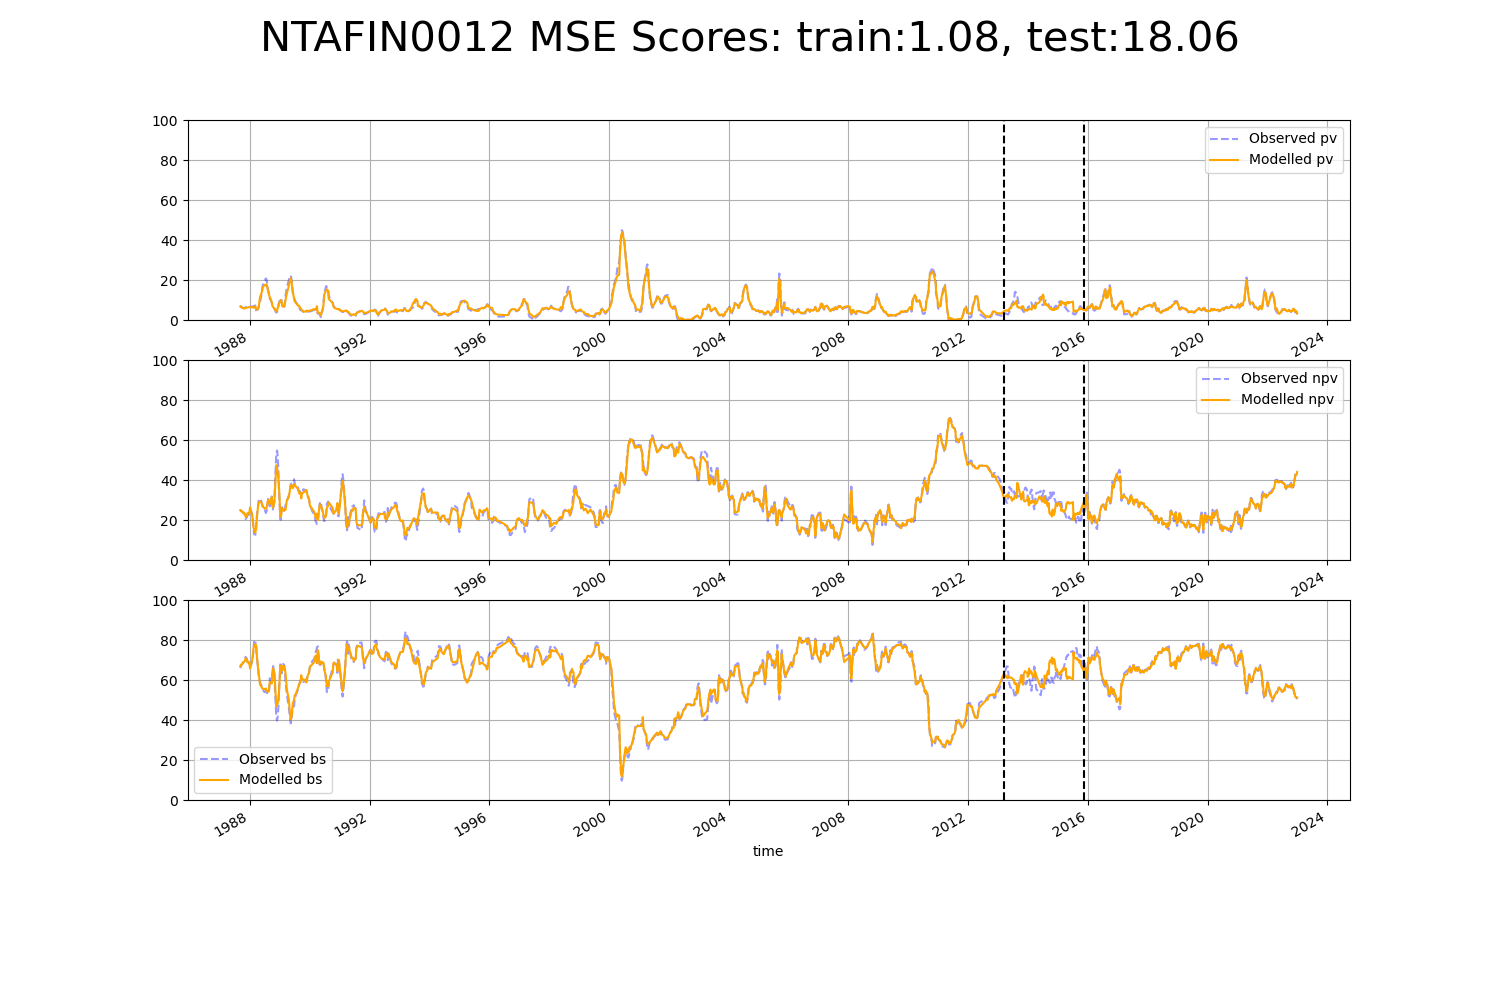 NTAFIN0012 MSE Scores: train:1.08, test:18.06
100
80
60
40
20
0
Observed pv
Modelled pv
1988 1992 1996 2000 2004 2008 2012 2016 2020 2024
100
80
60
40
20
0
Observed npv
Modelled npv
1988 1992 1996 2000 2004 2008 2012 2016 2020 2024
100
80
60
40
20
0
Observed bs
Modelled bs
1988 1992 1996 2000 2004 2008 2012 2016 2020 2024
time